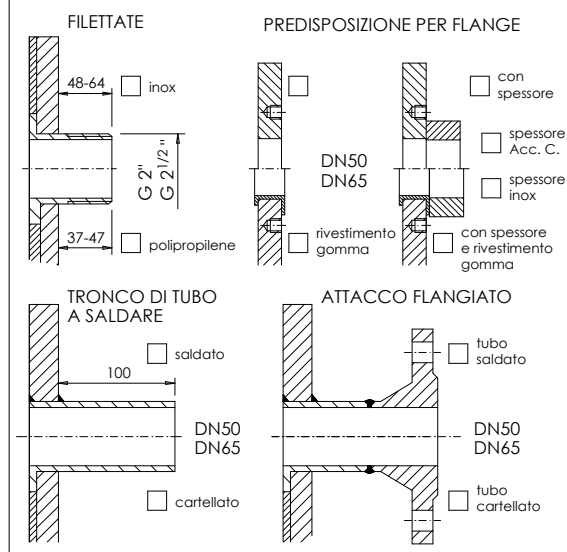 FILETTATE
48-64
inox
G 2"
G 2 1/2"
37-47
polipropilene
PREDISPOSIZIONE PER FLANGE
DN50
DN65
rivestimento
gomma
con
spessore
spessore
Acc. C.
spessore
inox
con spessore
e rivestimento
gomma
TRONCO DI TUBO
A SALDARE
saldato
100
DN50
DN65
cartellato
ATTACCO FLANGIATO
tubo
saldato
DN50
DN65
tubo
cartellato